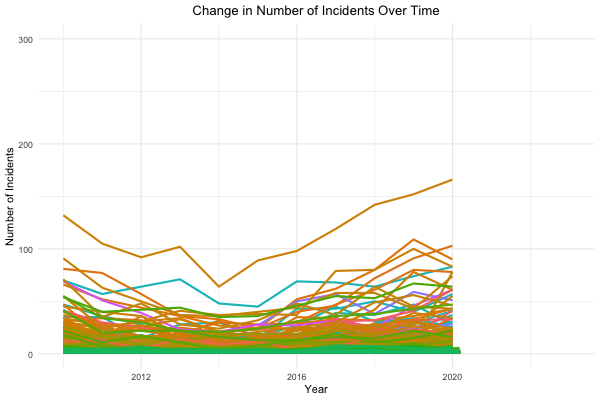 Change in Number of Incidents Over Time
300
200
100
0
Number of Incidents
2012
2016
2020
Year